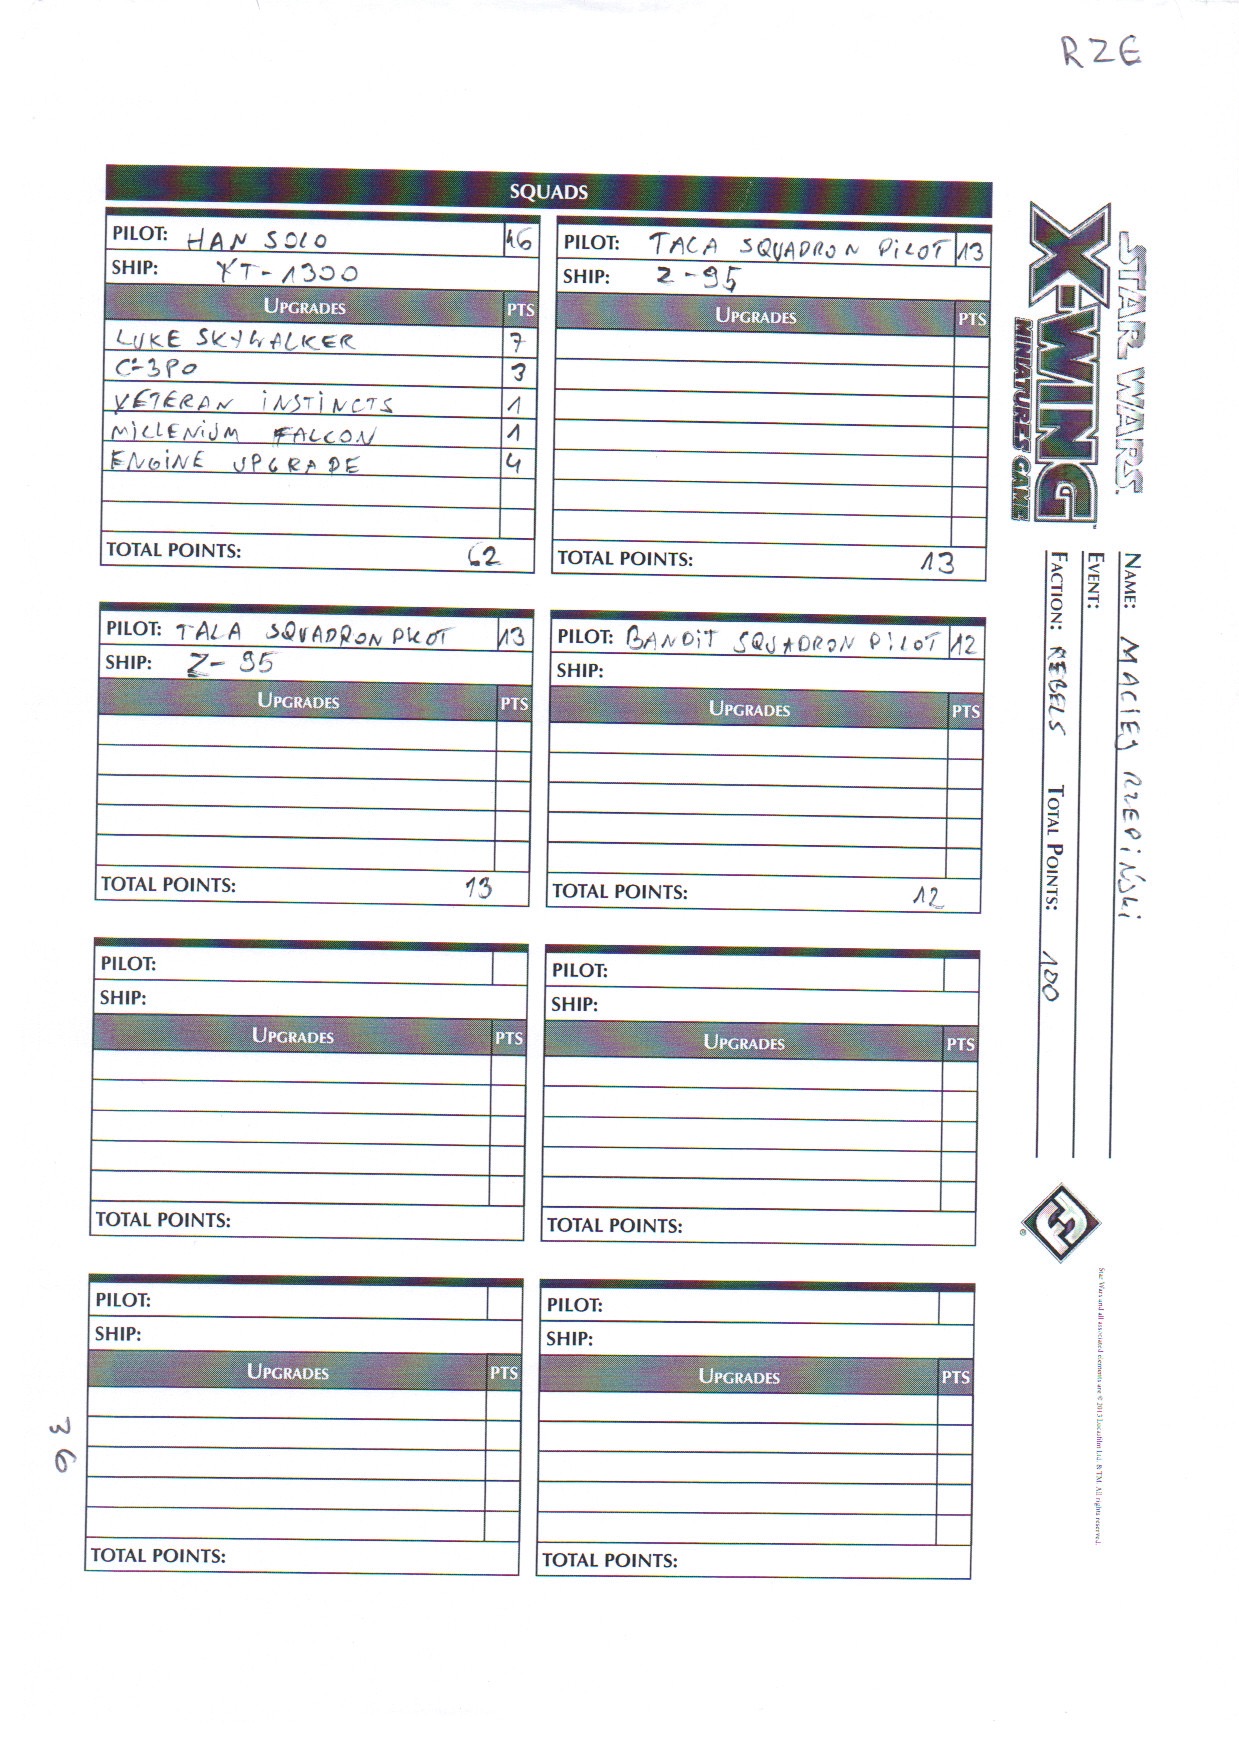 RZE
SQUADS
PILOT: HAN SOLO 46
SHIP: YT-1300
UPGRADES PTS
LUKE SKYWALKER 7
C-3PO 3
VETERAN INSTINCTS 1
MILLENIUM FALCON 1
ENGINE UPGRADE 4
TOTAL POINTS: 62
PILOT: TALA SQUADRON PILOT 13
SHIP: Z-95
UPGRADES PTS
TOTAL POINTS: 13
PILOT: TALA SQUADRON PILOT 13
SHIP: Z-95
UPGRADES PTS
TOTAL POINTS: 13
PILOT: BANDIT SQUADRON PILOT 12
SHIP:
UPGRADES PTS
TOTAL POINTS: 12
PILOT:
SHIP:
UPGRADES PTS
TOTAL POINTS:
PILOT:
SHIP:
UPGRADES PTS
TOTAL POINTS:
PILOT:
SHIP:
UPGRADES PTS
TOTAL POINTS:
PILOT:
SHIP:
UPGRADES PTS
TOTAL POINTS:
STAR WARS
X-WING™
MINIATURES GAME
NAME: MACIEJ RZEPIŃSKI
EVENT:
FACTION: REBELS TOTAL POINTS: 100
Star Wars and all associated elements are © 2013 Lucasfilm Ltd. & TM. All rights reserved.
36